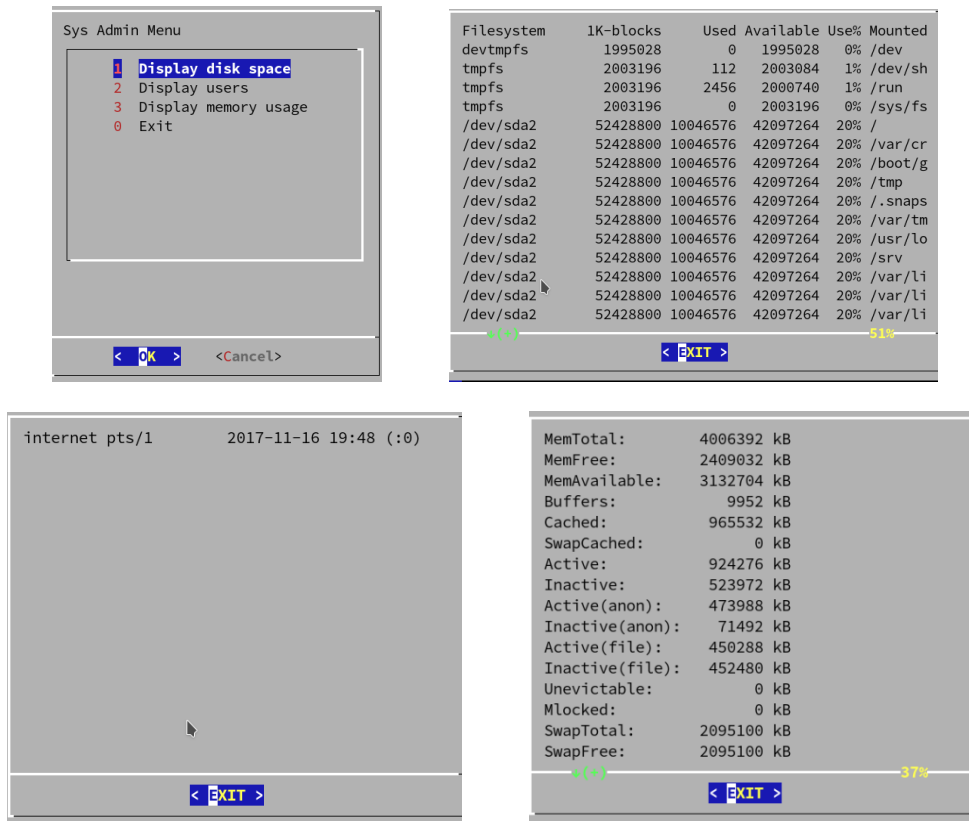 Sys Admin Menu
1 Display disk space
2 Display users
3 Display memory usage
0 Exit
< OK > <Cancel>
Filesystem 1K-blocks Used Available Use% Mounted
devtmpfs 1995028 0 1995028 0% /dev
tmpfs 2003196 112 2003084 1% /dev/sh
tmpfs 2003196 2456 2000740 1% /run
tmpfs 2003196 0 2003196 0% /sys/fs
/dev/sda2 52428800 10046576 42097264 20% /
/dev/sda2 52428800 10046576 42097264 20% /var/cr
/dev/sda2 52428800 10046576 42097264 20% /boot/g
/dev/sda2 52428800 10046576 42097264 20% /tmp
/dev/sda2 52428800 10046576 42097264 20% /.snaps
/dev/sda2 52428800 10046576 42097264 20% /var/tm
/dev/sda2 52428800 10046576 42097264 20% /usr/lo
/dev/sda2 52428800 10046576 42097264 20% /srv
/dev/sda2 52428800 10046576 42097264 20% /var/li
/dev/sda2 52428800 10046576 42097264 20% /var/li
/dev/sda2 52428800 10046576 42097264 20% /var/li
51%
< EXIT >
internet pts/1 2017-11-16 19:48 (:0)
< EXIT >
MemTotal: 4006392 kB
MemFree: 2409032 kB
MemAvailable: 3132704 kB
Buffers: 9952 kB
Cached: 965532 kB
SwapCached: 0 kB
Active: 924276 kB
Inactive: 523972 kB
Active(anon): 473988 kB
Inactive(anon): 71492 kB
Active(file): 450288 kB
Inactive(file): 452480 kB
Unevictable: 0 kB
Mlocked: 0 kB
SwapTotal: 2095100 kB
SwapFree: 2095100 kB
37%
< EXIT >